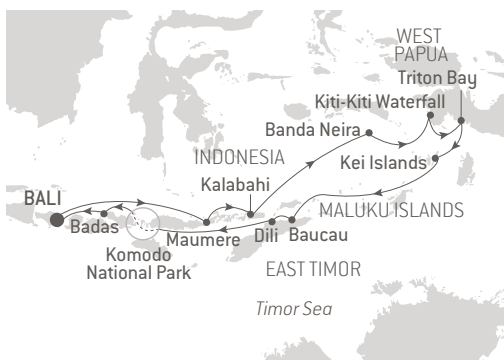 WEST
PAPUA
Triton Bay
Kiti-Kiti Waterfall
Banda Neira
INDONESIA
Kei Islands
Kalabahi
BALI
MALUKU ISLANDS
Badas
Maumere
Dili
Baucau
Komodo
National Park
EAST TIMOR
Timor Sea